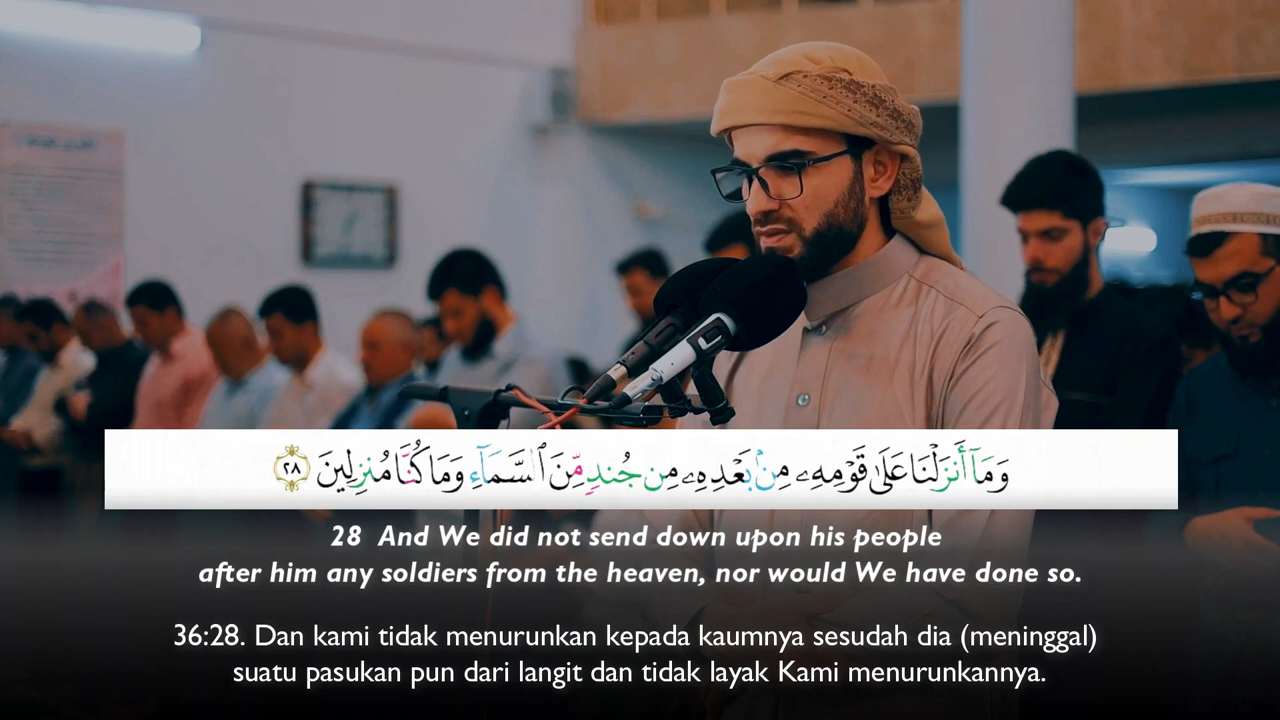 وَمَآ أَنزَلْنَا عَلَىٰ قَوْمِهِۦ مِنۢ بَعْدِهِۦ مِن جُندٍ مِّنَ ٱلسَّمَآءِ وَمَا كُنَّا مُنزِلِينَ ٢٨
28 And We did not send down upon his people
after him any soldiers from the heaven, nor would We have done so.
36:28. Dan kami tidak menurunkan kepada kaumnya sesudah dia (meninggal)
suatu pasukan pun dari langit dan tidak layak Kami menurunkannya.